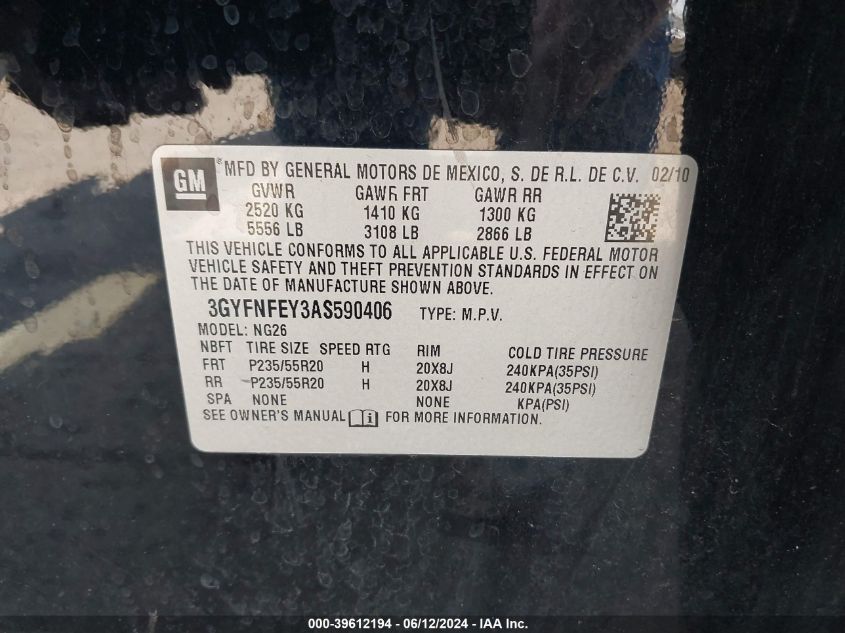 GM
MFD BY GENERAL MOTORS DE MEXICO, S. DE R.L. DE C.V. 02/10
GVWR GAWR FRT GAWR RR
2520 KG 1410 KG 1300 KG
5556 LB 3108 LB 2866 LB
THIS VEHICLE CONFORMS TO ALL APPLICABLE U.S. FEDERAL MOTOR
VEHICLE SAFETY AND THEFT PREVENTION STANDARDS IN EFFECT ON
THE DATE OF MANUFACTURE SHOWN ABOVE.
3GYFNFEY3AS590406 TYPE: M.P.V.
MODEL: NG26
NBFT TIRE SIZE SPEED RTG RIM COLD TIRE PRESSURE
FRT P235/55R20 H 20X8J 240KPA(35PSI)
RR P235/55R20 H 20X8J 240KPA(35PSI)
SPA NONE NONE KPA(PSI)
SEE OWNER'S MANUAL i FOR MORE INFORMATION.
000-39612194 - 06/12/2024 - IAA Inc.